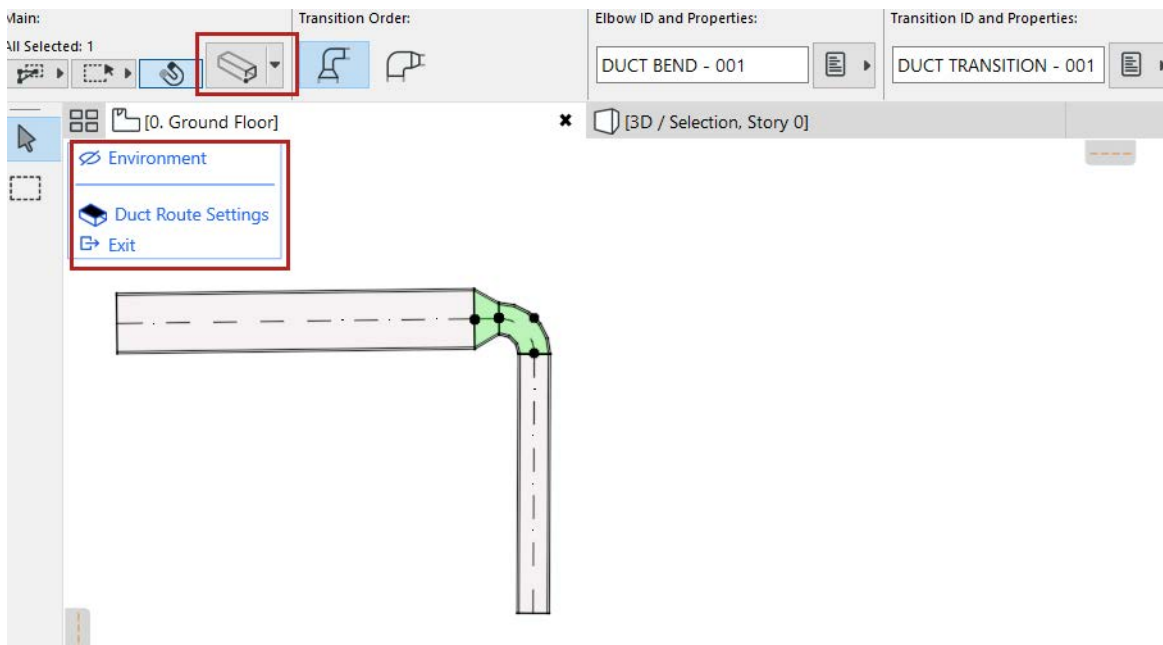 Main:
Transition Order:
Elbow ID and Properties:
Transition ID and Properties:
All Selected: 1
DUCT BEND - 001
DUCT TRANSITION - 001
[0. Ground Floor]
[3D / Selection, Story 0]
Environment
Duct Route Settings
Exit